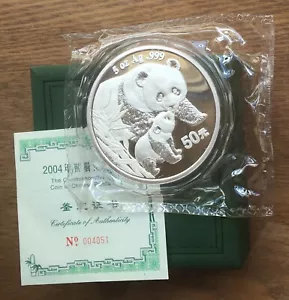 5 oz Ag .999
50元
2004年
The Commemorative
Coin of China
鉴定证书
Certificate of Authenticity
No 004051